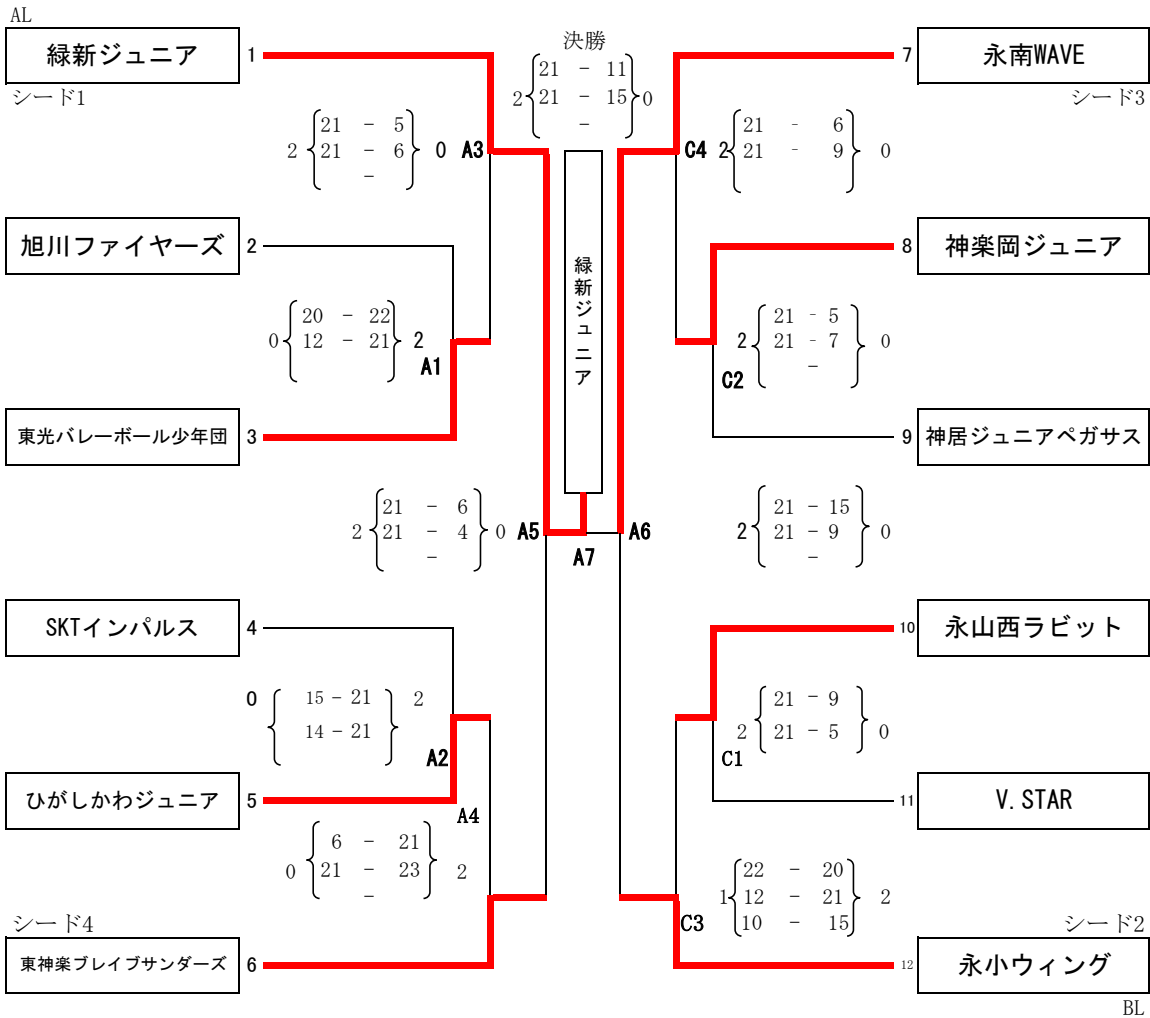 AL
緑新ジュニア 1
シード1
決勝
21 - 11
2 21 - 15 0
-
7 永南WAVE
シード3
21 - 5
2 21 - 6 0 A3
-
C4 2 21 - 6
21 - 9 0
旭川ファイヤーズ 2
8 神楽岡ジュニア
緑新ジュニア
20 - 22
0 12 - 21 2
A1
21 - 5
2 21 - 7 0
-
C2
東光バレーボール少年団 3
9 神居ジュニアペガサス
21 - 6
2 21 - 4 0 A5
-
A7
A6
21 - 15
2 21 - 9 0
-
SKTインパルス 4
10 永山西ラビット
0 15 - 21 2
14 - 21
A2
21 - 9
2 21 - 5 0
C1
ひがしかわジュニア 5
11 V.STAR
A4
6 - 21
0 21 - 23 2
-
22 - 20
1 12 - 21 2
10 - 15
C3
シード4
東神楽ブレイブサンダーズ 6
シード2
12 永小ウィング
BL